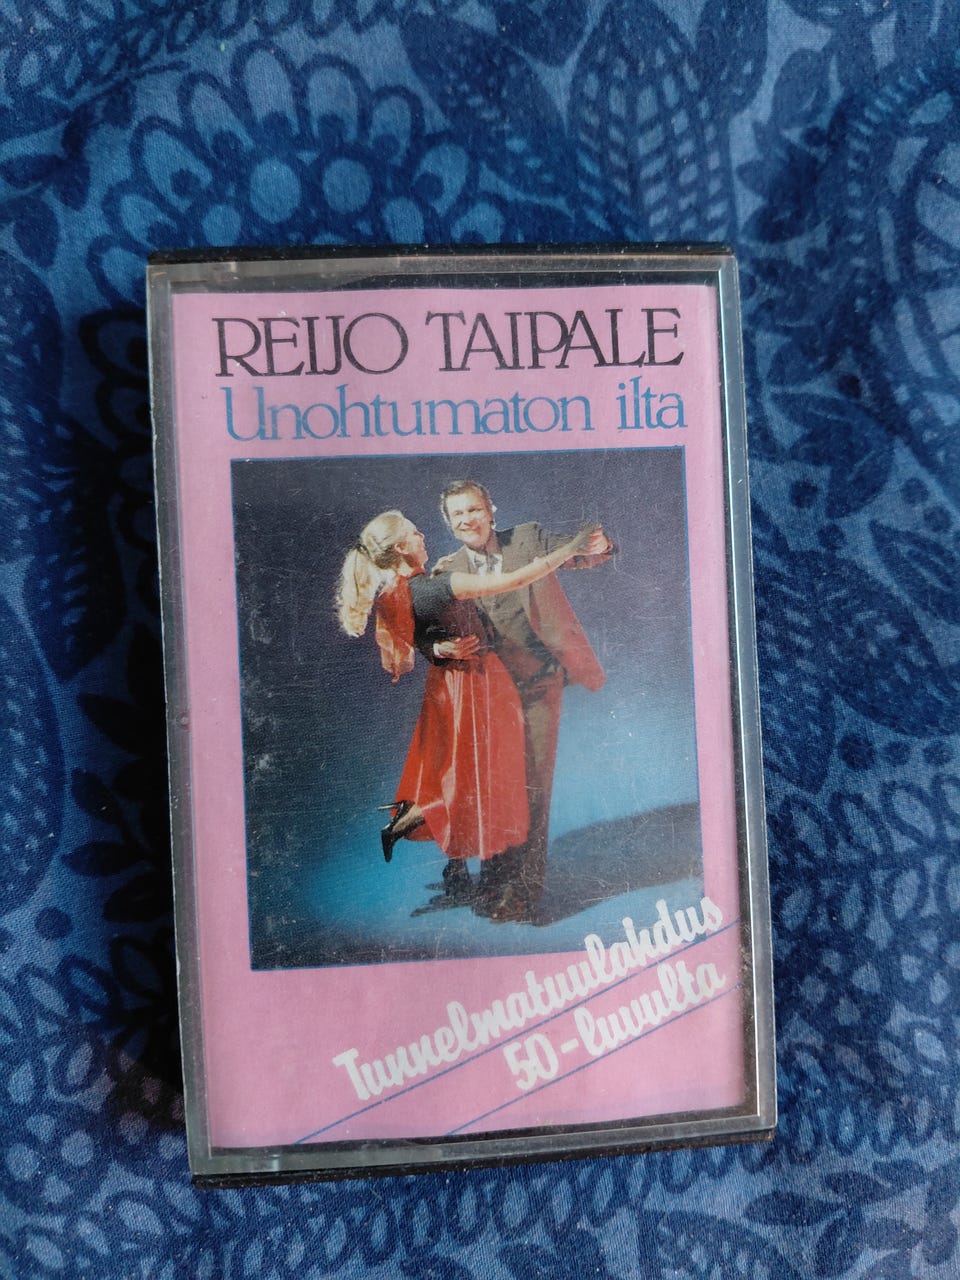 REIJO TAIPALE
Unohtumaton ilta
Tunnelmatuulahdus
50-luvulta